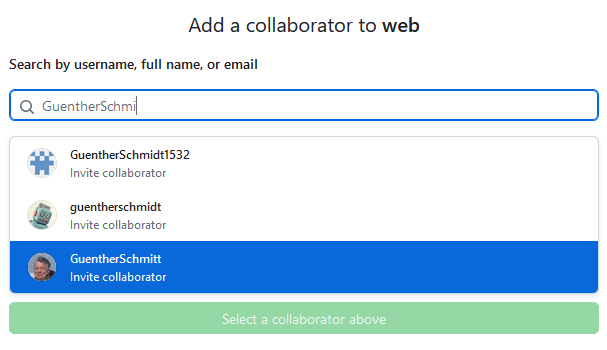 Add a collaborator to web
Search by username, full name, or email
GuentherSchmi
GuentherSchmidt1532
Invite collaborator
guentherschmidt
Invite collaborator
GuentherSchmitt
Invite collaborator
Select a collaborator above